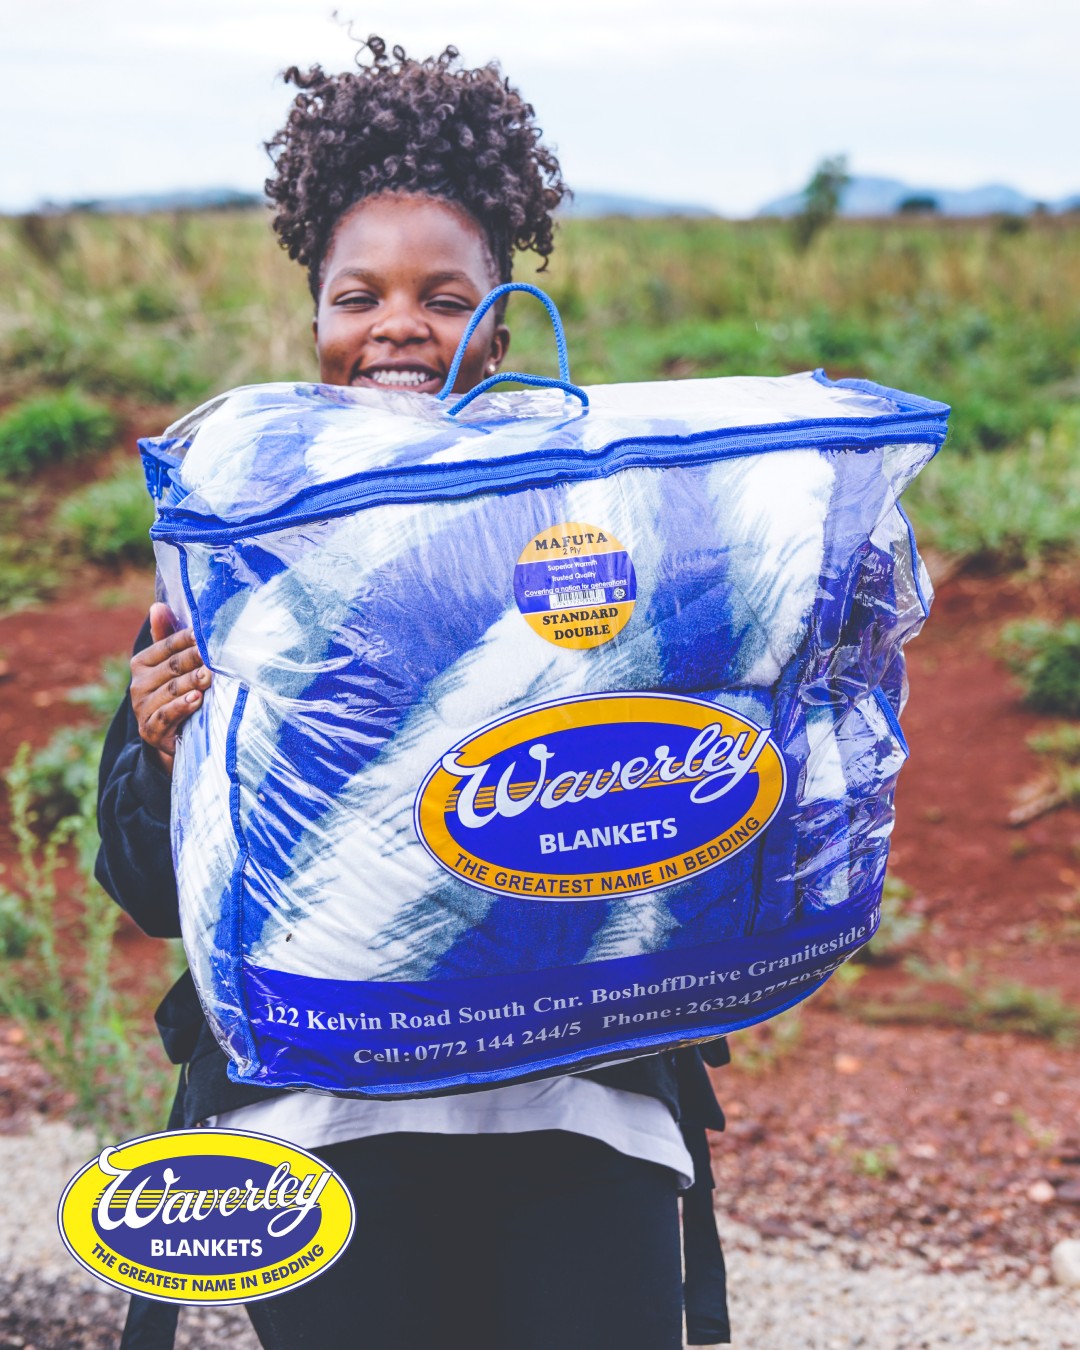 MAFUTA
2 Ply
Superior Warmth
Trusted Quality
Covering a nation for generations
STANDARD
DOUBLE
Waverley
BLANKETS
THE GREATEST NAME IN BEDDING
122 Kelvin Road South Cnr. BoshoffDrive Graniteside
Cell:0772 144 244/5 Phone:
Waverley
BLANKETS
THE GREATEST NAME IN BEDDING